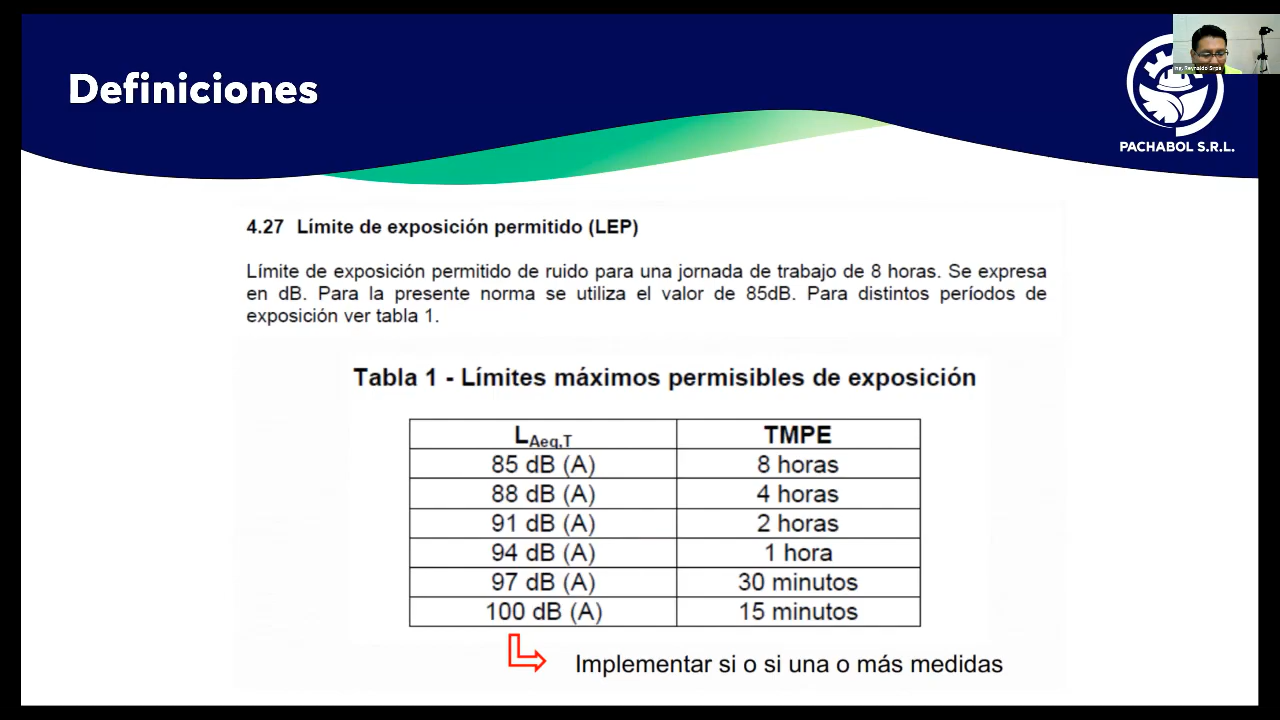 Definiciones
Ing. Reynaldo Srpa
PACHABOL S.R.L.
4.27 Límite de exposición permitido (LEP)
Límite de exposición permitido de ruido para una jornada de trabajo de 8 horas. Se expresa
en dB. Para la presente norma se utiliza el valor de 85dB. Para distintos períodos de
exposición ver tabla 1.
Tabla 1 - Límites máximos permisibles de exposición
LAeq,T TMPE
85 dB (A) 8 horas
88 dB (A) 4 horas
91 dB (A) 2 horas
94 dB (A) 1 hora
97 dB (A) 30 minutos
100 dB (A) 15 minutos
Implementar si o si una o más medidas